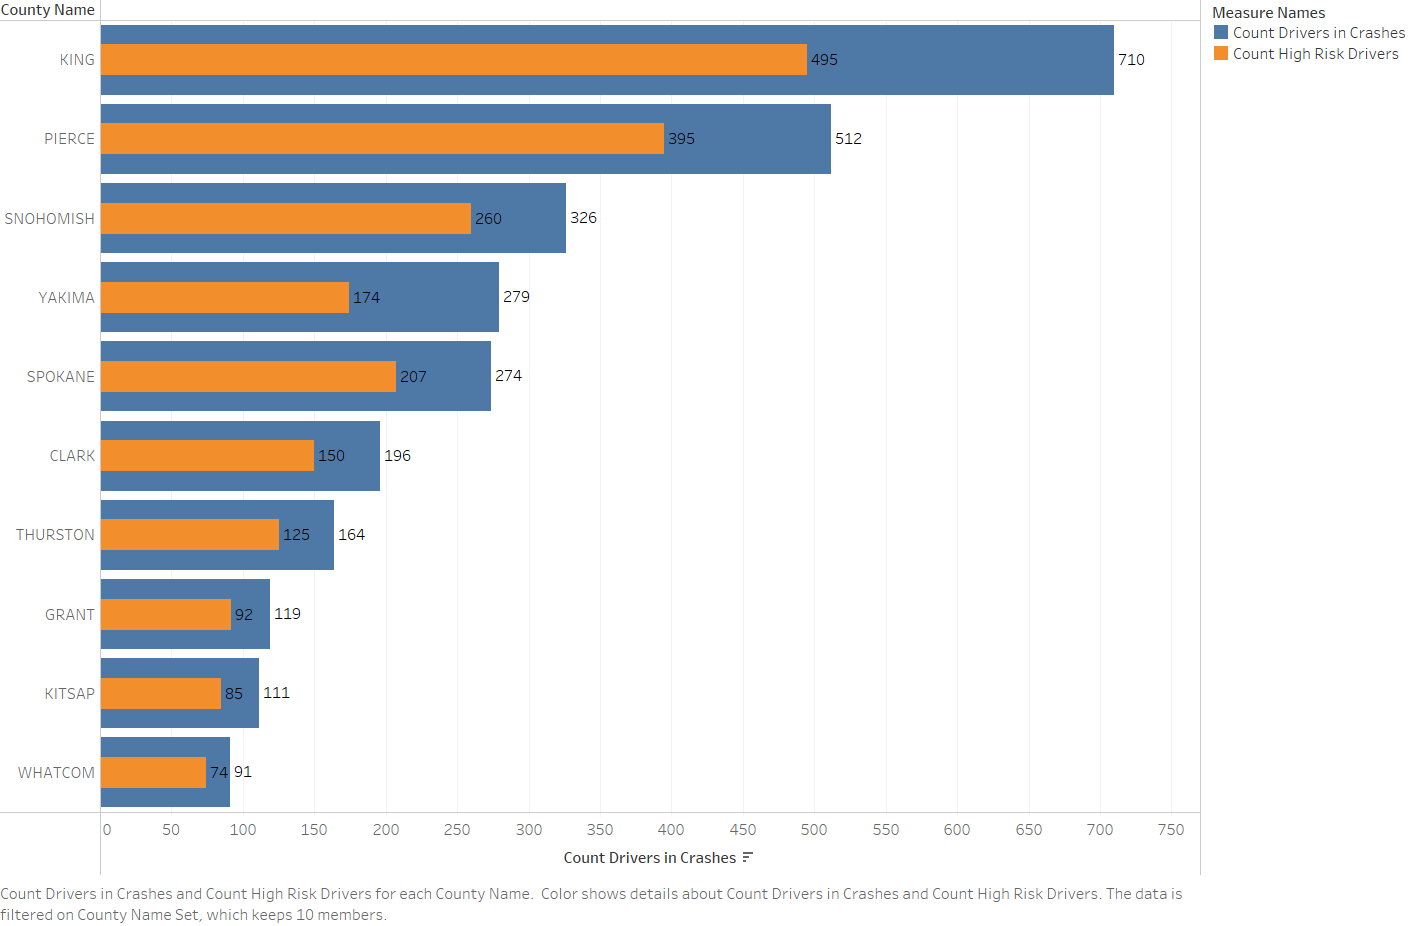 County Name
Measure Names
Count Drivers in Crashes
Count High Risk Drivers
KING 495 710
PIERCE 395 512
SNOHOMISH 260 326
YAKIMA 174 279
SPOKANE 207 274
CLARK 150 196
THURSTON 125 164
GRANT 92 119
KITSAP 85 111
WHATCOM 74 91
0 50 100 150 200 250 300 350 400 450 500 550 600 650 700 750
Count Drivers in Crashes
Count Drivers in Crashes and Count High Risk Drivers for each County Name.  Color shows details about Count Drivers in Crashes and Count High Risk Drivers. The data is
filtered on County Name Set, which keeps 10 members.